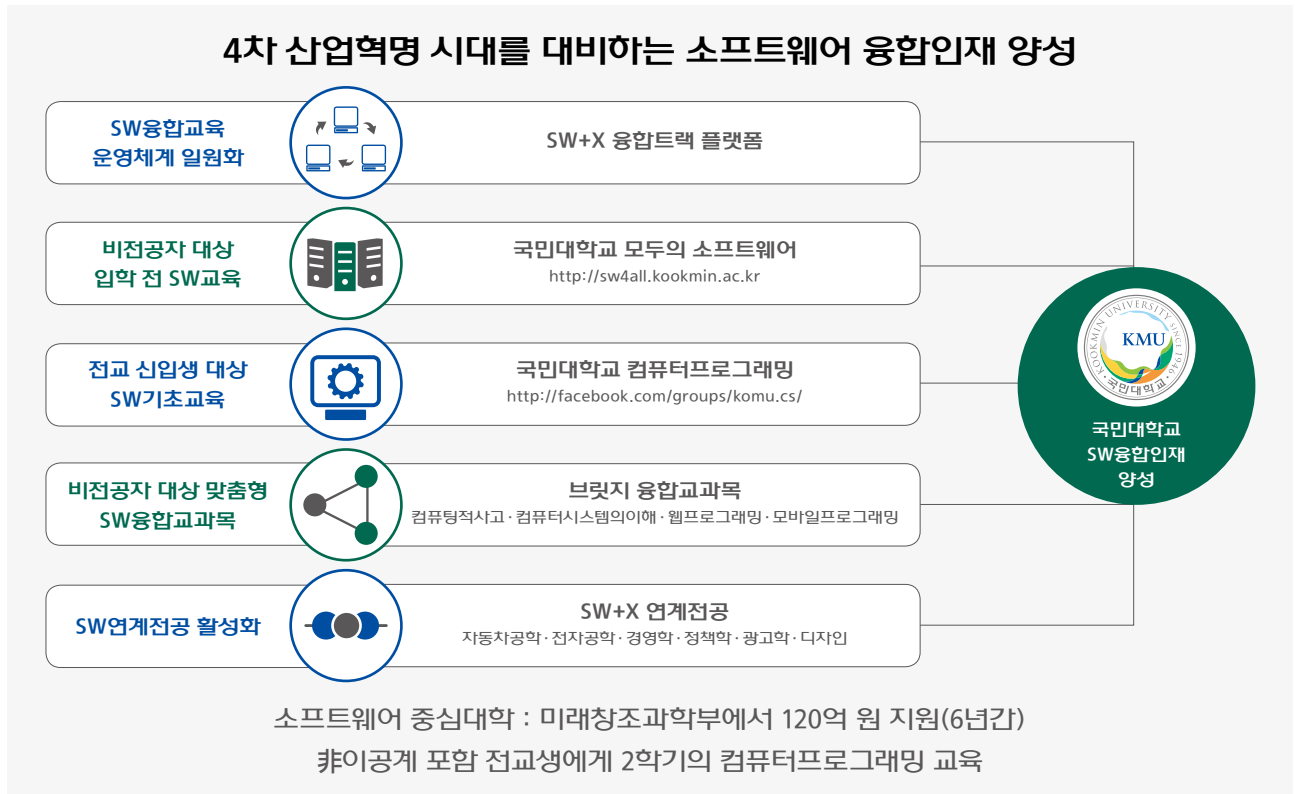 4차 산업혁명 시대를 대비하는 소프트웨어 융합인재 양성
SW융합교육
운영체계 일원화
SW+X 융합트랙 플랫폼
비전공자 대상
입학 전 SW교육
국민대학교 모두의 소프트웨어
http://sw4all.kookmin.ac.kr
전교 신입생 대상
SW기초교육
국민대학교 컴퓨터프로그래밍
http://facebook.com/groups/komu.cs/
비전공자 대상 맞춤형
SW융합교과목
브릿지 융합교과목
컴퓨팅적사고·컴퓨터시스템의이해·웹프로그래밍·모바일프로그래밍
SW연계전공 활성화
SW+X 연계전공
자동차공학·전자공학·경영학·정책학·광고학·디자인
KOOKMIN UNIVERSITY SINCE 1946
KMU
·국민대학교·
국민대학교
SW융합인재
양성
소프트웨어 중심대학 : 미래창조과학부에서 120억 원 지원(6년간)
非이공계 포함 전교생에게 2학기의 컴퓨터프로그래밍 교육